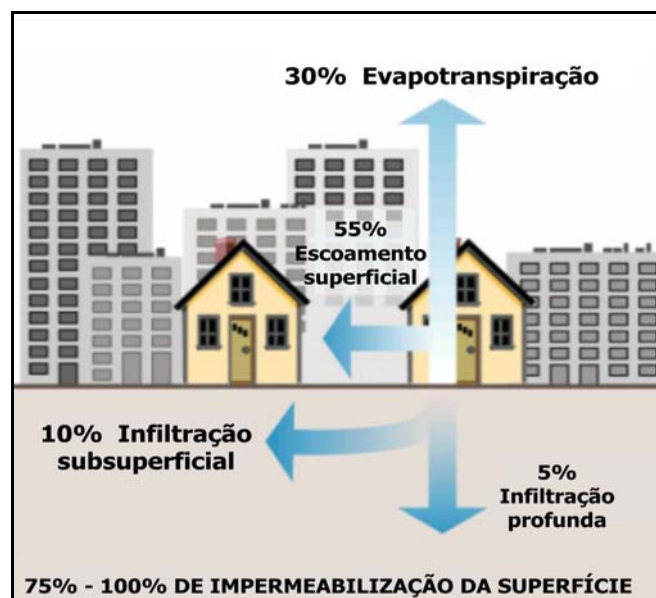 30% Evapotranspiração
55%
Escoamento
superficial
10% Infiltração
subsuperficial
5%
Infiltração
profunda
75% - 100% DE IMPERMEABILIZAÇÃO DA SUPERFÍCIE